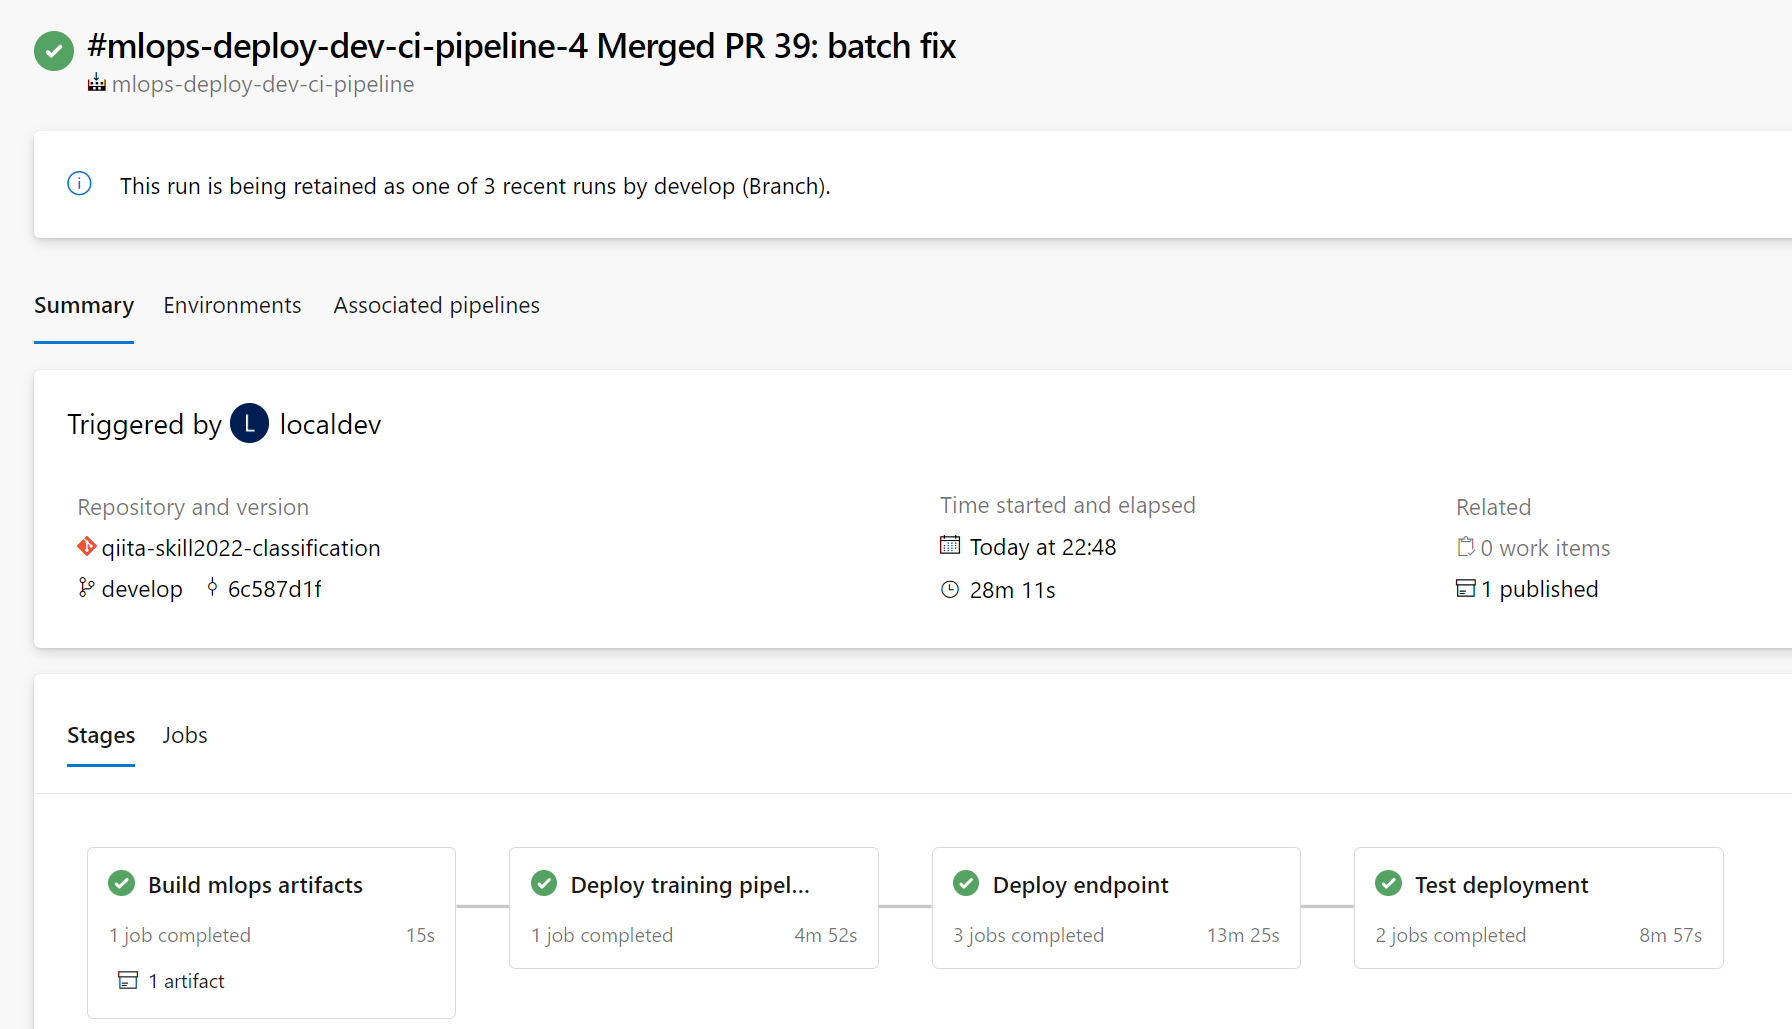 #mlops-deploy-dev-ci-pipeline-4 Merged PR 39: batch fix
mlops-deploy-dev-ci-pipeline
This run is being retained as one of 3 recent runs by develop (Branch).
Summary Environments Associated pipelines
Triggered by L localdev
Repository and version
qiita-skill2022-classification
develop 6c587d1f
Time started and elapsed
Today at 22:48
28m 11s
Related
0 work items
1 published
Stages Jobs
Build mlops artifacts
1 job completed 15s
1 artifact
Deploy training pipel...
1 job completed 4m 52s
Deploy endpoint
3 jobs completed 13m 25s
Test deployment
2 jobs completed 8m 57s